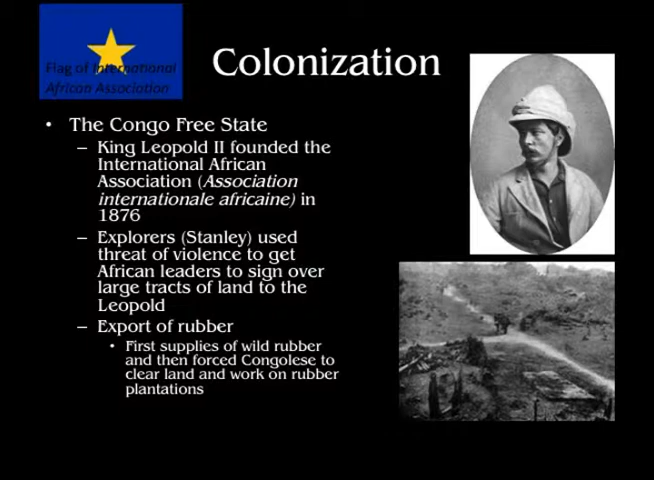 Flag of International
African Association
Colonization
• The Congo Free State
– King Leopold II founded the
International African
Association (Association
internationale africaine) in
1876
– Explorers (Stanley) used
threat of violence to get
African leaders to sign over
large tracts of land to the
Leopold
– Export of rubber
• First supplies of wild rubber
and then forced Congolese to
clear land and work on rubber
plantations